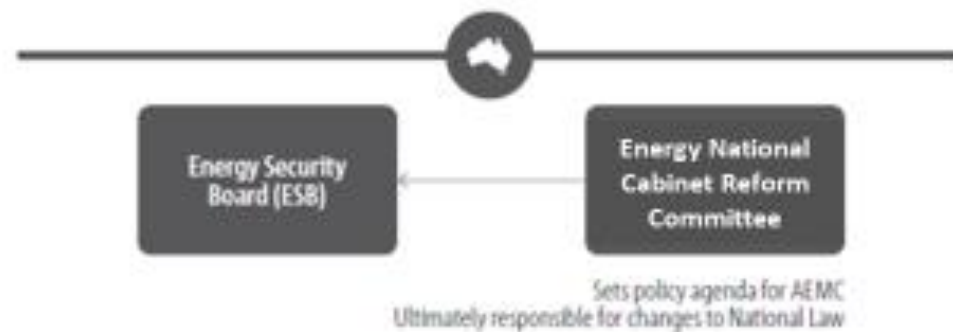 Energy Security
Board (ESB)
Energy National
Cabinet Reform
Committee
Sets policy agenda for AEMC
Ultimately responsible for changes to National Law